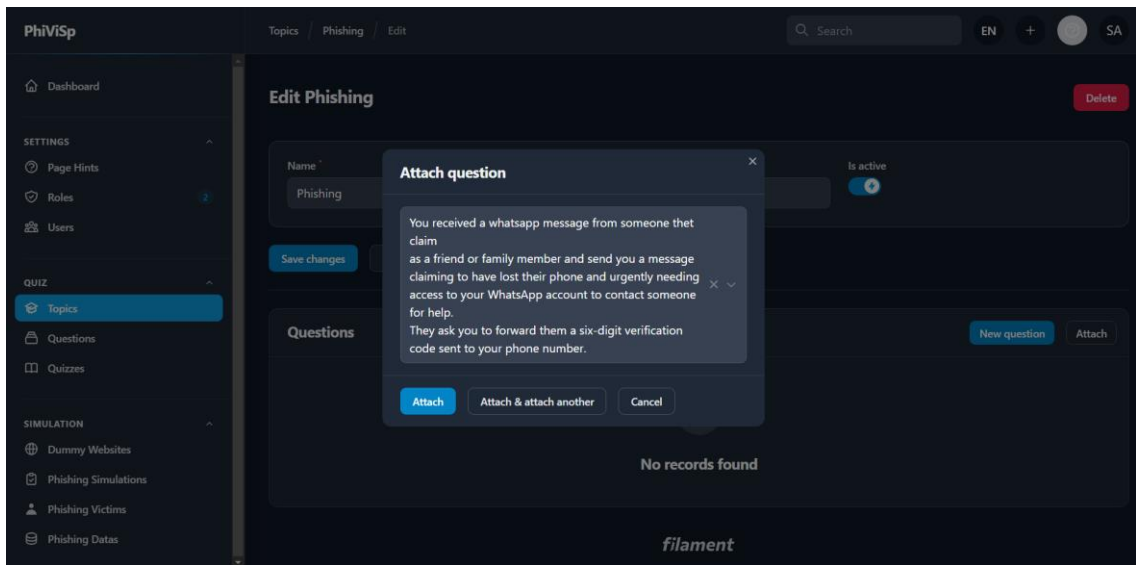 PhiViSp
Topics / Phishing / Edit
Search
EN
+
SA
Dashboard
Edit Phishing
Delete
SETTINGS
Page Hints
Roles
2
Users
Name *
Phishing
Is active
Attach question
You received a whatsapp message from someone thet
claim
as a friend or family member and send you a message
claiming to have lost their phone and urgently needing
access to your WhatsApp account to contact someone
for help.
They ask you to forward them a six-digit verification
code sent to your phone number.
Attach
Attach & attach another
Cancel
Save changes
QUIZ
Topics
Questions
Quizzes
Questions
New question
Attach
No records found
SIMULATION
Dummy Websites
Phishing Simulations
Phishing Victims
Phishing Datas
filament